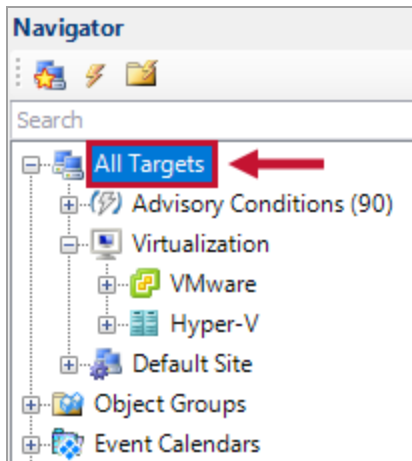 Navigator
Search
All Targets
Advisory Conditions (90)
Virtualization
VMware
Hyper-V
Default Site
Object Groups
Event Calendars